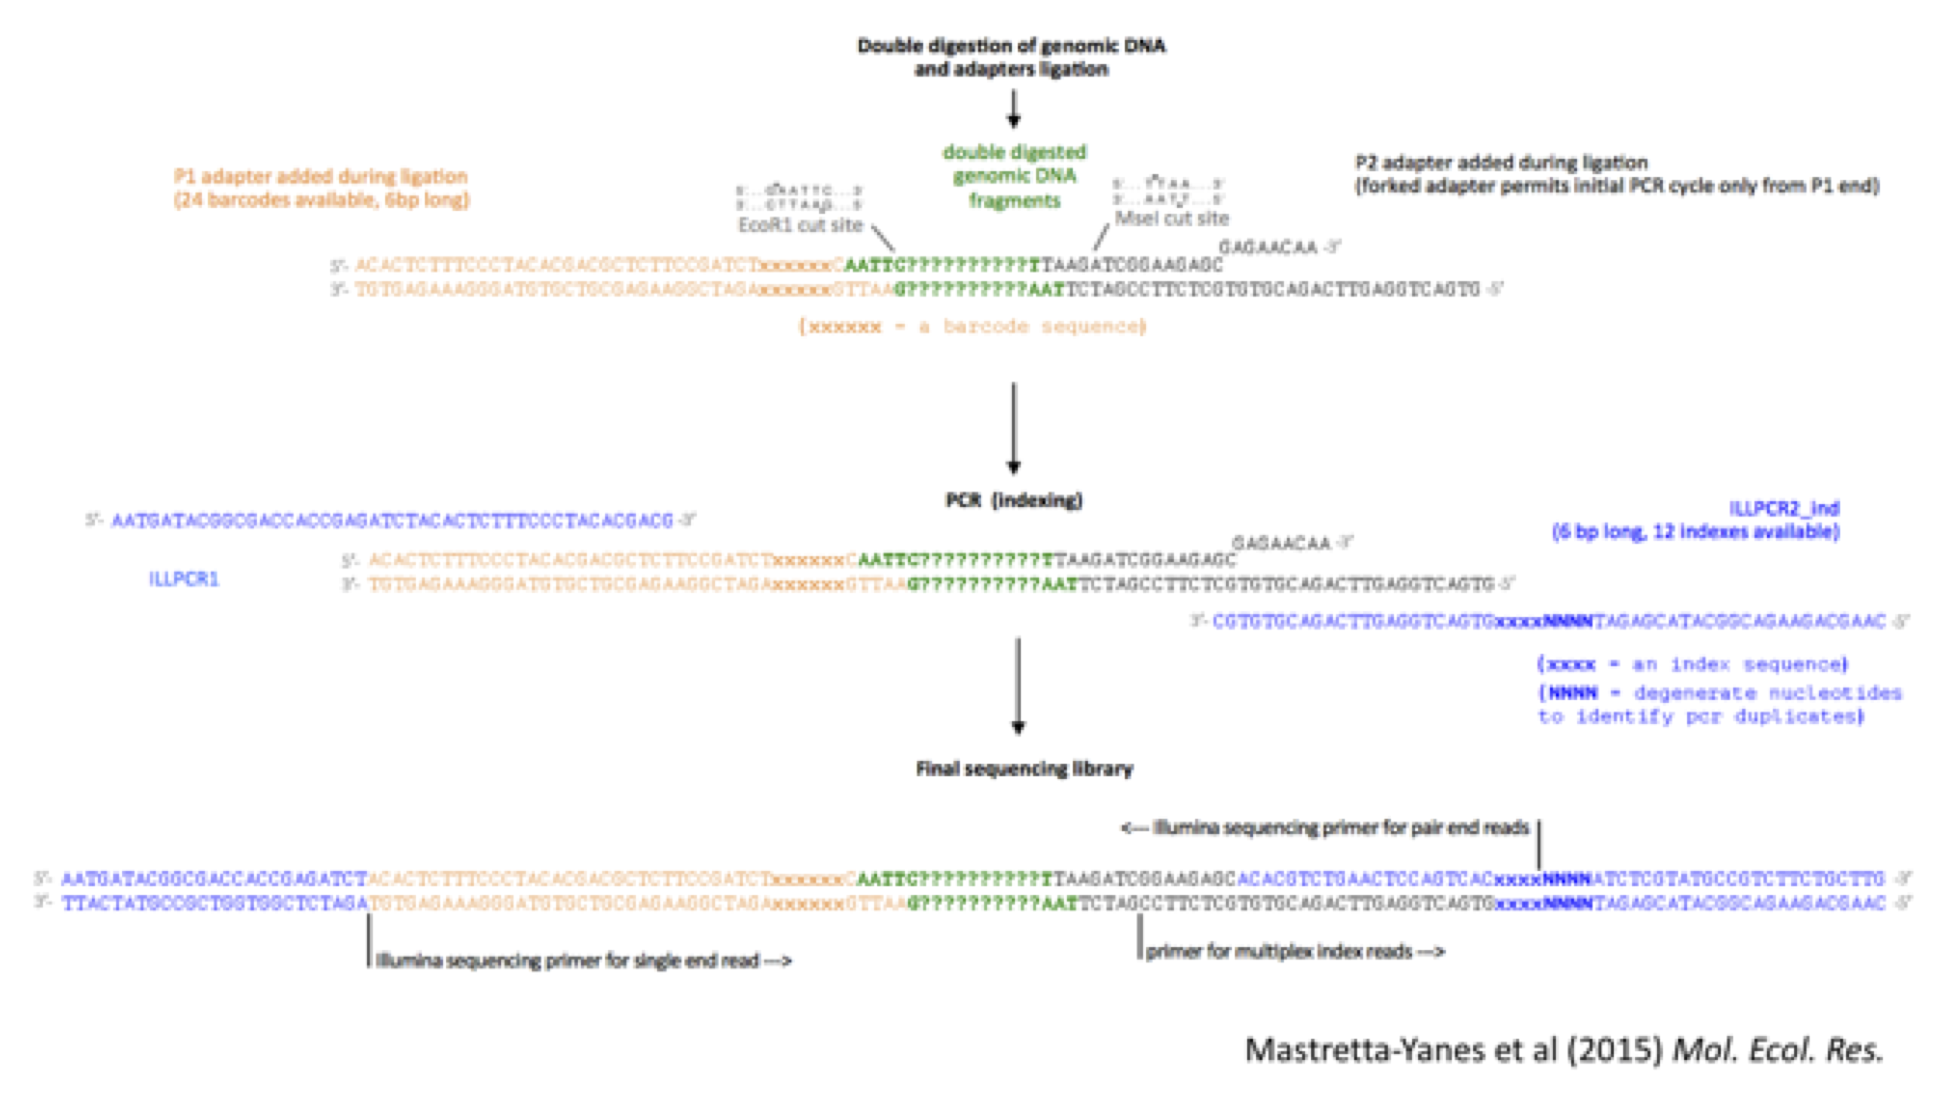 Double digestion of genomic DNA
and adapters ligation
P1 adapter added during ligation
(24 barcodes available, 6bp long)
double digested
genomic DNA
fragments
P2 adapter added during ligation
(forked adapter permits initial PCR cycle only from P1 end)
5'...GAATTC...3'
3'...CTTAAG...5'
EcoR1 cut site
5'...TTAA...3'
3'...AATT...5'
MseI cut site
GAGAACAA -3'
5'- ACACTCTTTCCCTACACGACGCTCTTCCGATCTxxxxxxCAATTC??????????TTAAGATCGGAAGAGC
3'- TGTGAGAAAGGGATGTGCTGCGAGAAGGCTAGAxxxxxxGTTAAG??????????AATTCTAGCCTTCTCGTGTGCAGACTTGAGGTCAGTG -5'
(xxxxxx = a barcode sequence)
PCR (indexing)
5'- AATGATACGGCGACCACCGAGATCTACACTCTTTCCCTACACGACG -3'
ILLPCR2_ind
(6 bp long, 12 indexes available)
GAGAACAA -3'
5'- ACACTCTTTCCCTACACGACGCTCTTCCGATCTxxxxxxCAATTC??????????TTAAGATCGGAAGAGC
ILLPCR1
3'- TGTGAGAAAGGGATGTGCTGCGAGAAGGCTAGAxxxxxxGTTAAG??????????AATTCTAGCCTTCTCGTGTGCAGACTTGAGGTCAGTG -5'
3'- CGTGTGCAGACTTGAGGTCAGTGxxxxNNNNTAGAGCATACGGCAGAAGACGAAC -5'
(xxxx = an index sequence)
(NNNN = degenerate nucleotides
to identify pcr duplicates)
Final sequencing library
<--- Illumina sequencing primer for pair end reads
5'- AATGATACGGCGACCACCGAGATCTACACTCTTTCCCTACACGACGCTCTTCCGATCTxxxxxxCAATTC??????????TTAAGATCGGAAGAGCACACGTCTGAACTCCAGTCACxxxxNNNNATCTCGTATGCCGTCTTCTGCTTG -3'
3'- TTACTATGCCGCTGGTGGCTCTAGATGTGAGAAAGGGATGTGCTGCGAGAAGGCTAGAxxxxxxGTTAAG??????????AATTCTAGCCTTCTCGTGTGCAGACTTGAGGTCAGTGxxxxNNNNTAGAGCATACGGCAGAAGACGAAC -5'
Illumina sequencing primer for single end read --->
primer for multiplex index reads --->
Mastretta-Yanes et al (2015) Mol. Ecol. Res.